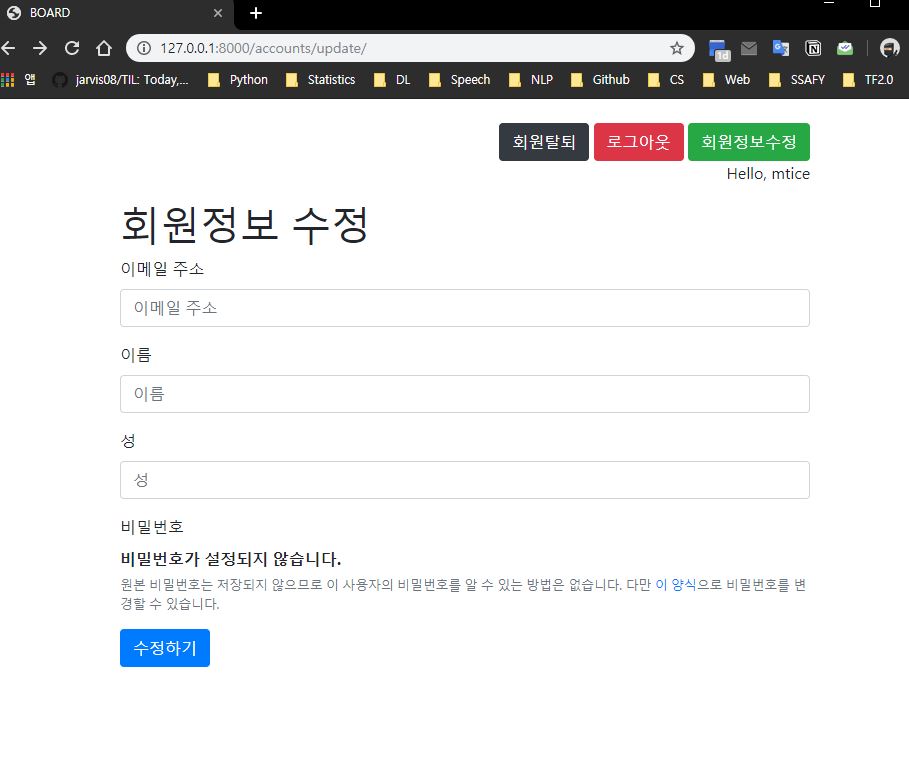 BOARD
127.0.0.1:8000/accounts/update/
1d
앱 jarvis08/TIL: Today,... Python Statistics DL Speech NLP Github CS Web SSAFY TF2.0
회원탈퇴 로그아웃 회원정보수정
Hello, mtice
회원정보 수정
이메일 주소
이메일 주소
이름
이름
성
성
비밀번호
비밀번호가 설정되지 않습니다.
원본 비밀번호는 저장되지 않으므로 이 사용자의 비밀번호를 알 수 있는 방법은 없습니다. 다만 이 양식으로 비밀번호를 변
경할 수 있습니다.
수정하기